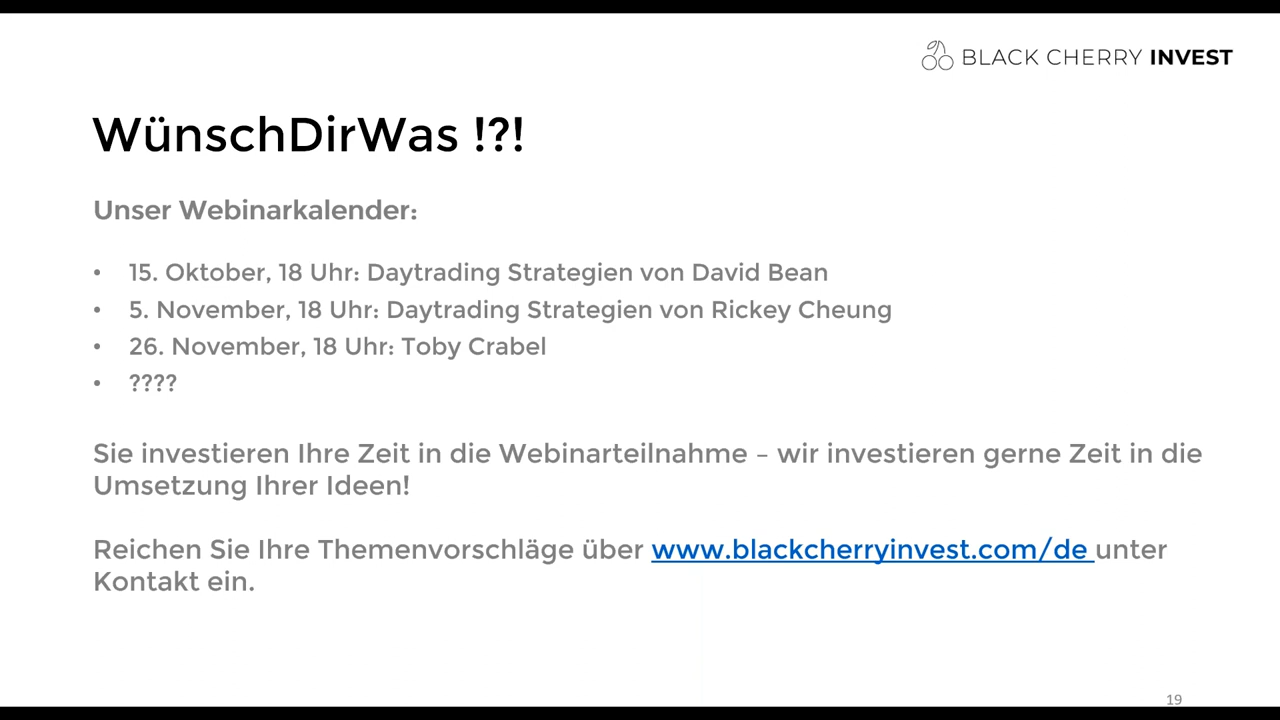 BLACK CHERRY INVEST
WünschDirWas !?!
Unser Webinarkalender:
• 15. Oktober, 18 Uhr: Daytrading Strategien von David Bean
• 5. November, 18 Uhr: Daytrading Strategien von Rickey Cheung
• 26. November, 18 Uhr: Toby Crabel
• ????
Sie investieren Ihre Zeit in die Webinarteilnahme – wir investieren gerne Zeit in die
Umsetzung Ihrer Ideen!
Reichen Sie Ihre Themenvorschläge über www.blackcherryinvest.com/de unter
Kontakt ein.
19